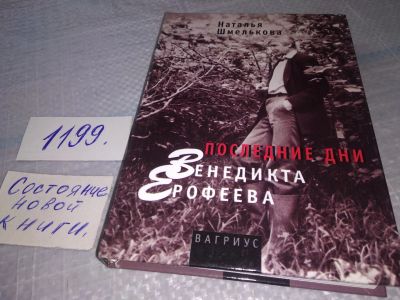 Наталья
Шмелькова
ПОСЛЕДНИЕ ДНИ
ВЕНЕДИКТА
ЕРОФЕЕВА
ВАГРИУС
1199.
Состояние
новой
книги.